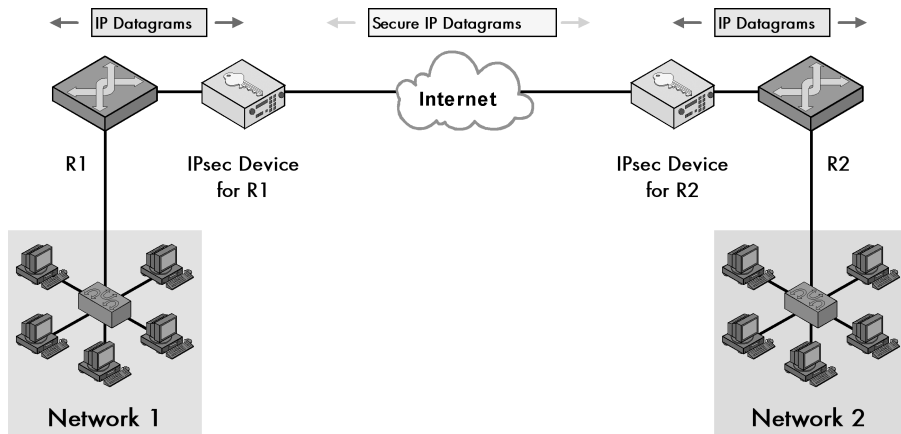 IP Datagrams
Secure IP Datagrams
IP Datagrams
Internet
R1
IPsec Device
for R1
IPsec Device
for R2
R2
Network 1
Network 2